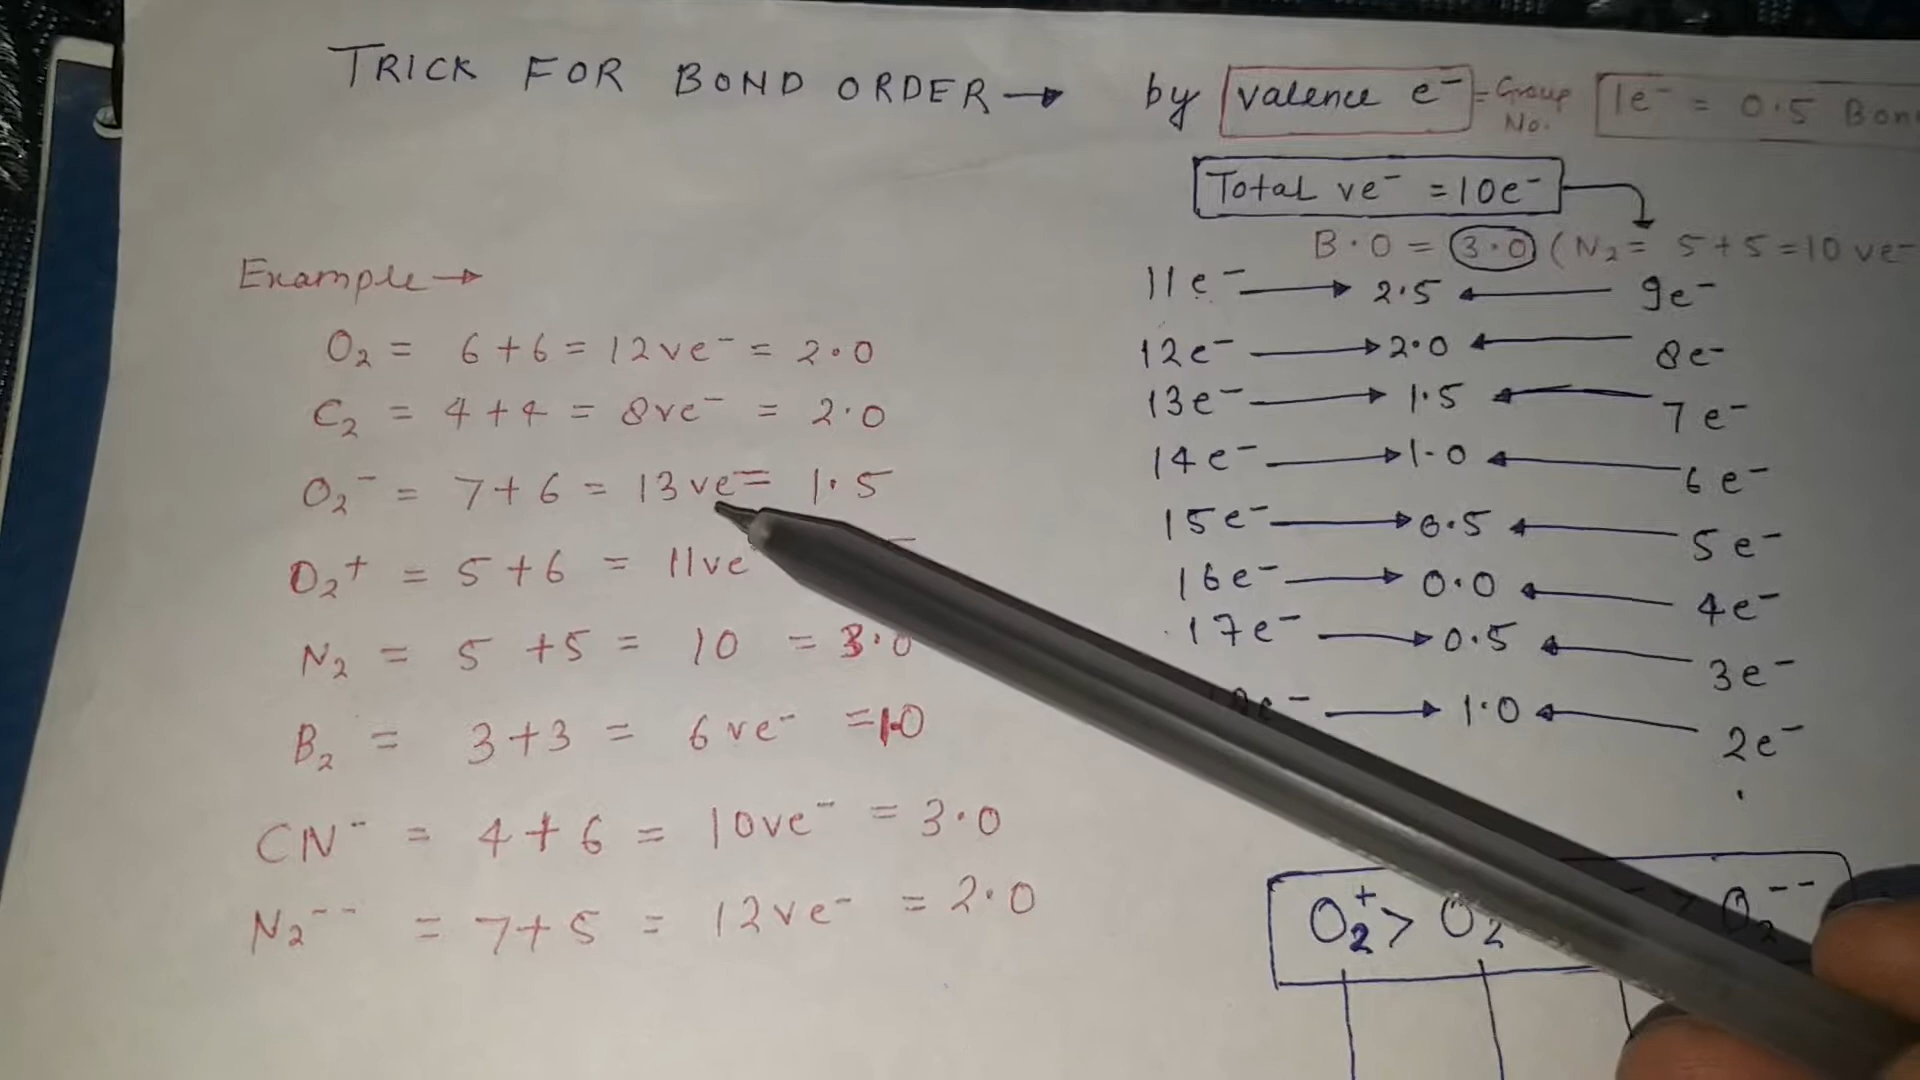 TRICK FOR BOND ORDER → by valence e⁻ = Group No. 1e⁻ = 0.5
Total ve⁻ = 10e⁻
B.O = 3.0 (N₂ = 5+5=10 ve⁻
11e⁻ → 2.5 ← 9e⁻
12e⁻ → 2.0 ← 8e⁻
13e⁻ → 1.5 ← 7e⁻
14e⁻ → 1.0 ← 6e⁻
15e⁻ → 0.5 ← 5e⁻
16e⁻ → 0.0 ← 4e⁻
17e⁻ → 0.5 ← 3e⁻
→ 1.0 ← 2e⁻
Example →
O₂ = 6+6 = 12ve⁻ = 2.0
C₂ = 4+4 = 8ve⁻ = 2.0
O₂⁻ = 7+6 = 13ve⁻ = 1.5
O₂⁺ = 5+6 = 11ve
N₂ = 5+5 = 10 = 3.0
B₂ = 3+3 = 6ve⁻ = 1.0
CN⁻ = 4+6 = 10ve⁻ = 3.0
N₂⁻⁻ = 7+5 = 12ve⁻ = 2.0
O₂⁺ > O₂ > O₂⁻⁻